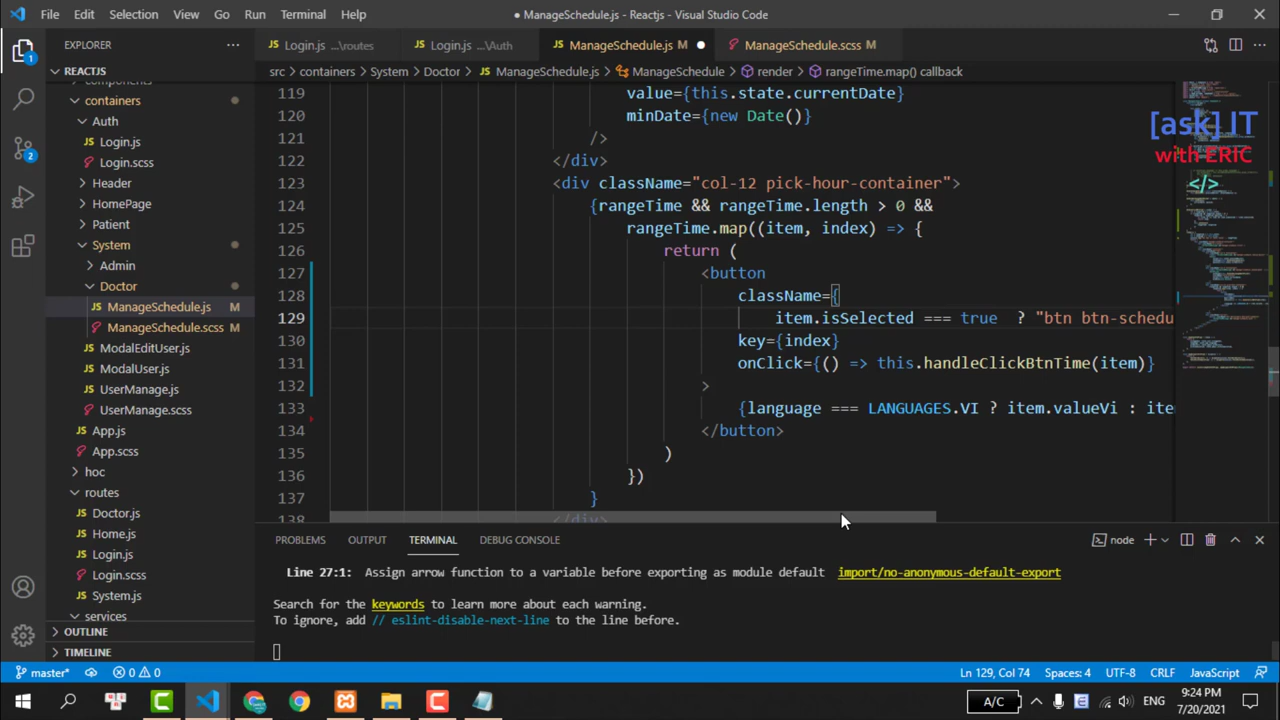 File Edit Selection View Go Run Terminal Help ● ManageSchedule.js - Reactjs - Visual Studio Code
EXPLORER
Login.js ...\routes Login.js ...\Auth ManageSchedule.js M ManageSchedule.scss M
REACTJS
src > containers > System > Doctor > ManageSchedule.js > ManageSchedule > render > rangeTime.map() callback
containers
Auth
Login.js
Login.scss
Header
HomePage
Patient
System
Admin
Doctor
ManageSchedule.js M
ManageSchedule.scss M
ModalEditUser.js
ModalUser.js
UserManage.js
UserManage.scss
App.js
App.scss
hoc
routes
Doctor.js
Home.js
Login.js
Login.scss
System.js
services
OUTLINE
TIMELINE
119 value={this.state.currentDate}
120 minDate={new Date()}
121 />
122 </div>
123 <div className="col-12 pick-hour-container">
124 {rangeTime && rangeTime.length > 0 &&
125 rangeTime.map((item, index) => {
126 return (
127 <button
128 className={
129 item.isSelected === true ? "btn btn-schedu
130 key={index}
131 onClick={() => this.handleClickBtnTime(item)}
132 >
133 {language === LANGUAGES.VI ? item.valueVi : ite
134 </button>
135 )
136 })
137 }
138 </div>
[ask] IT
with ERIC
</>
PROBLEMS OUTPUT TERMINAL DEBUG CONSOLE node
Line 27:1: Assign arrow function to a variable before exporting as module default import/no-anonymous-default-export
Search for the keywords to learn more about each warning.
To ignore, add // eslint-disable-next-line to the line before.
master* 0 0 Ln 129, Col 74 Spaces: 4 UTF-8 CRLF JavaScript
A/C ENG 9:24 PM
7/20/2021